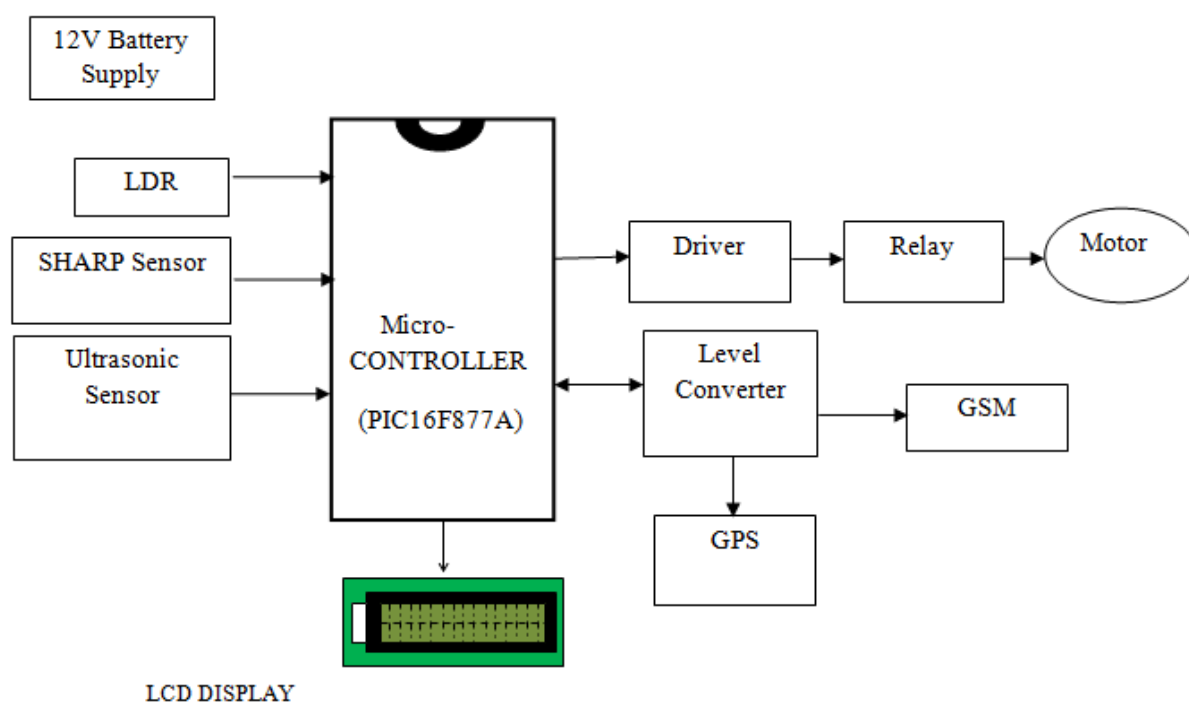 12V Battery
Supply
LDR
SHARP Sensor
Ultrasonic
Sensor
Micro-
CONTROLLER
(PIC16F877A)
Driver
Relay
Motor
Level
Converter
GSM
GPS
LCD DISPLAY